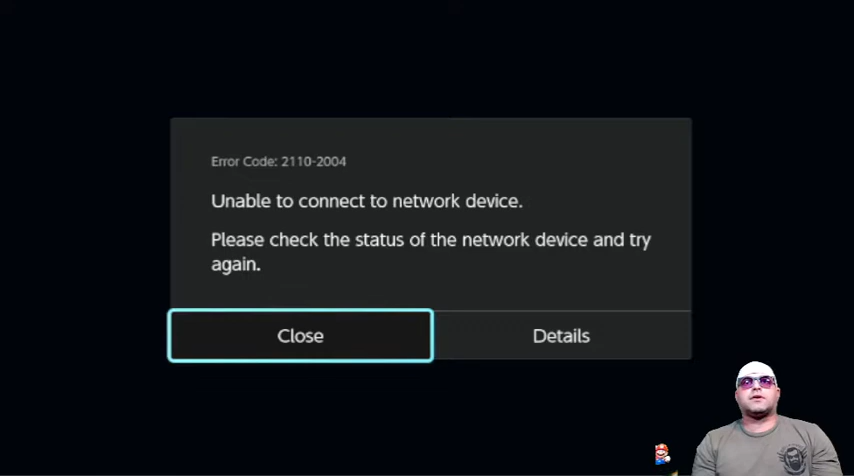 Error Code: 2110-2004
Unable to connect to network device.
Please check the status of the network device and try
again.
Close
Details